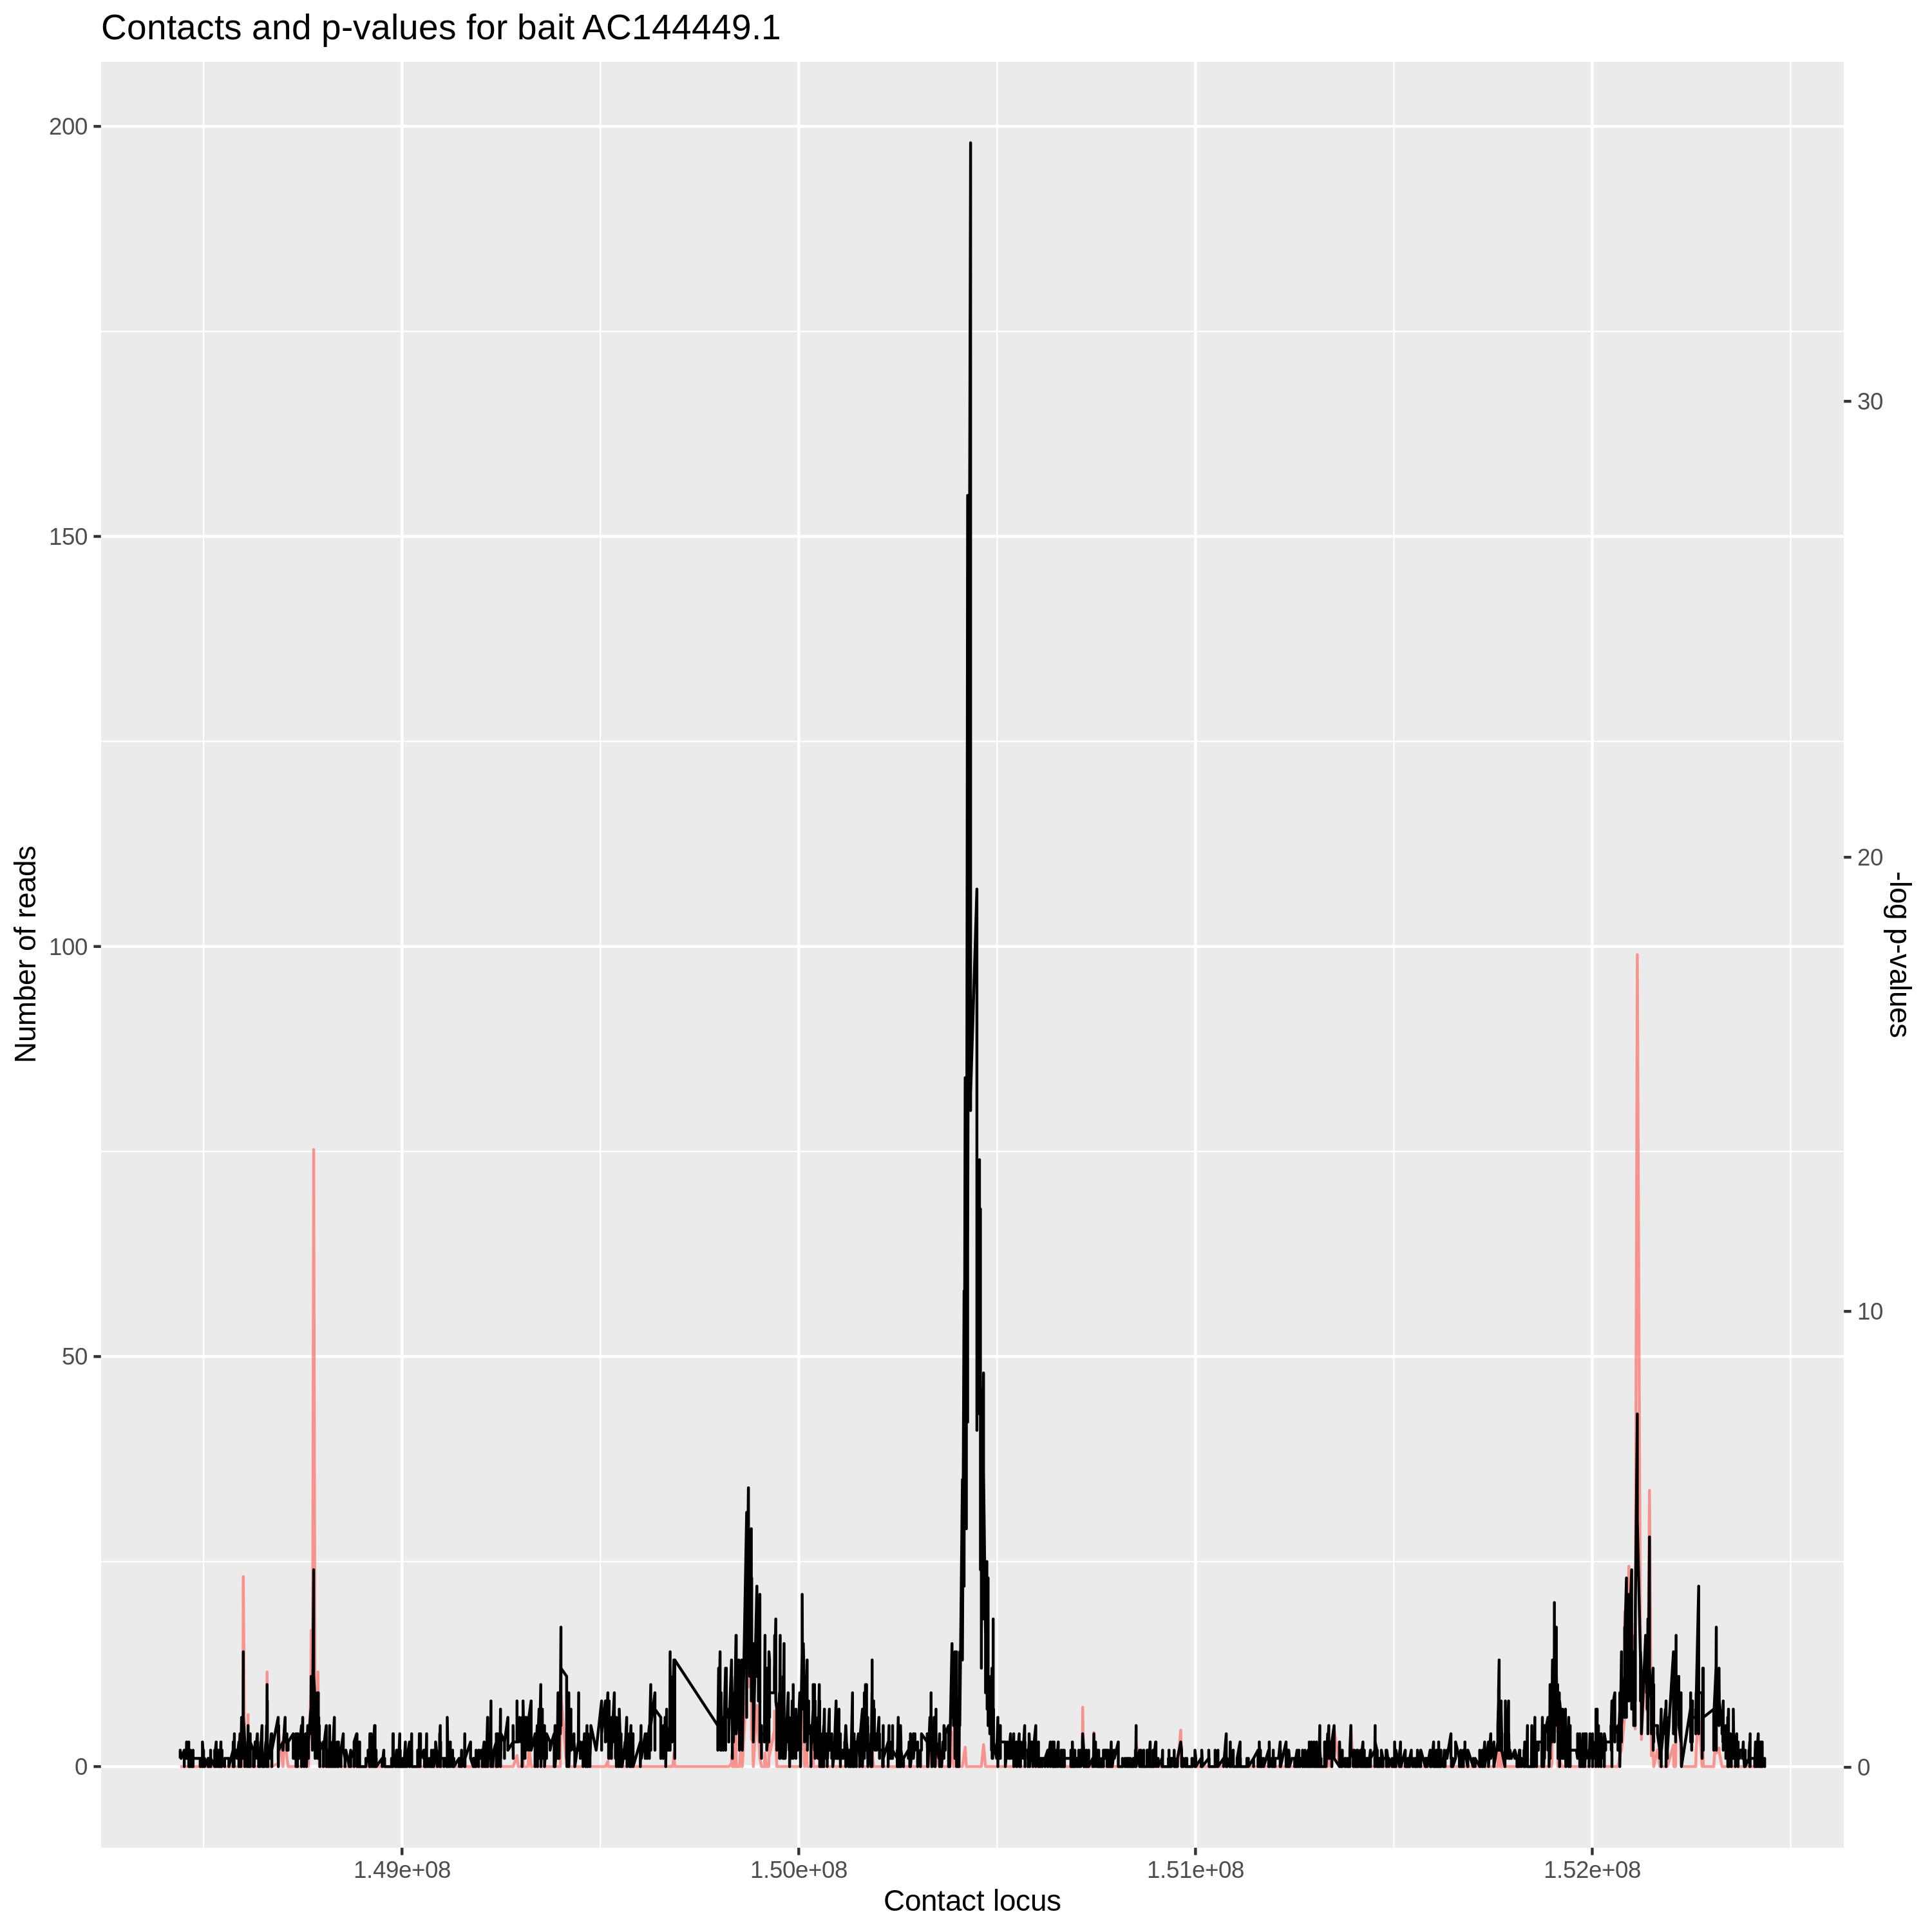 Contacts and p-values for bait AC144449.1
200
150
100
50
0
Number of reads
30
20
10
0
-log p-values
1.49e+08
1.50e+08
1.51e+08
1.52e+08
Contact locus